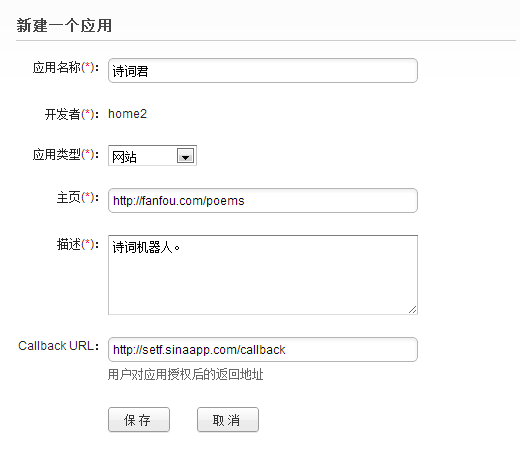 新建一个应用
应用名称(*)： 诗词君
开发者(*)： home2
应用类型(*)： 网站
主页(*)： http://fanfou.com/poems
描述(*)： 诗词机器人。
Callback URL： http://setf.sinaapp.com/callback
用户对应用授权后的返回地址
保存 取消